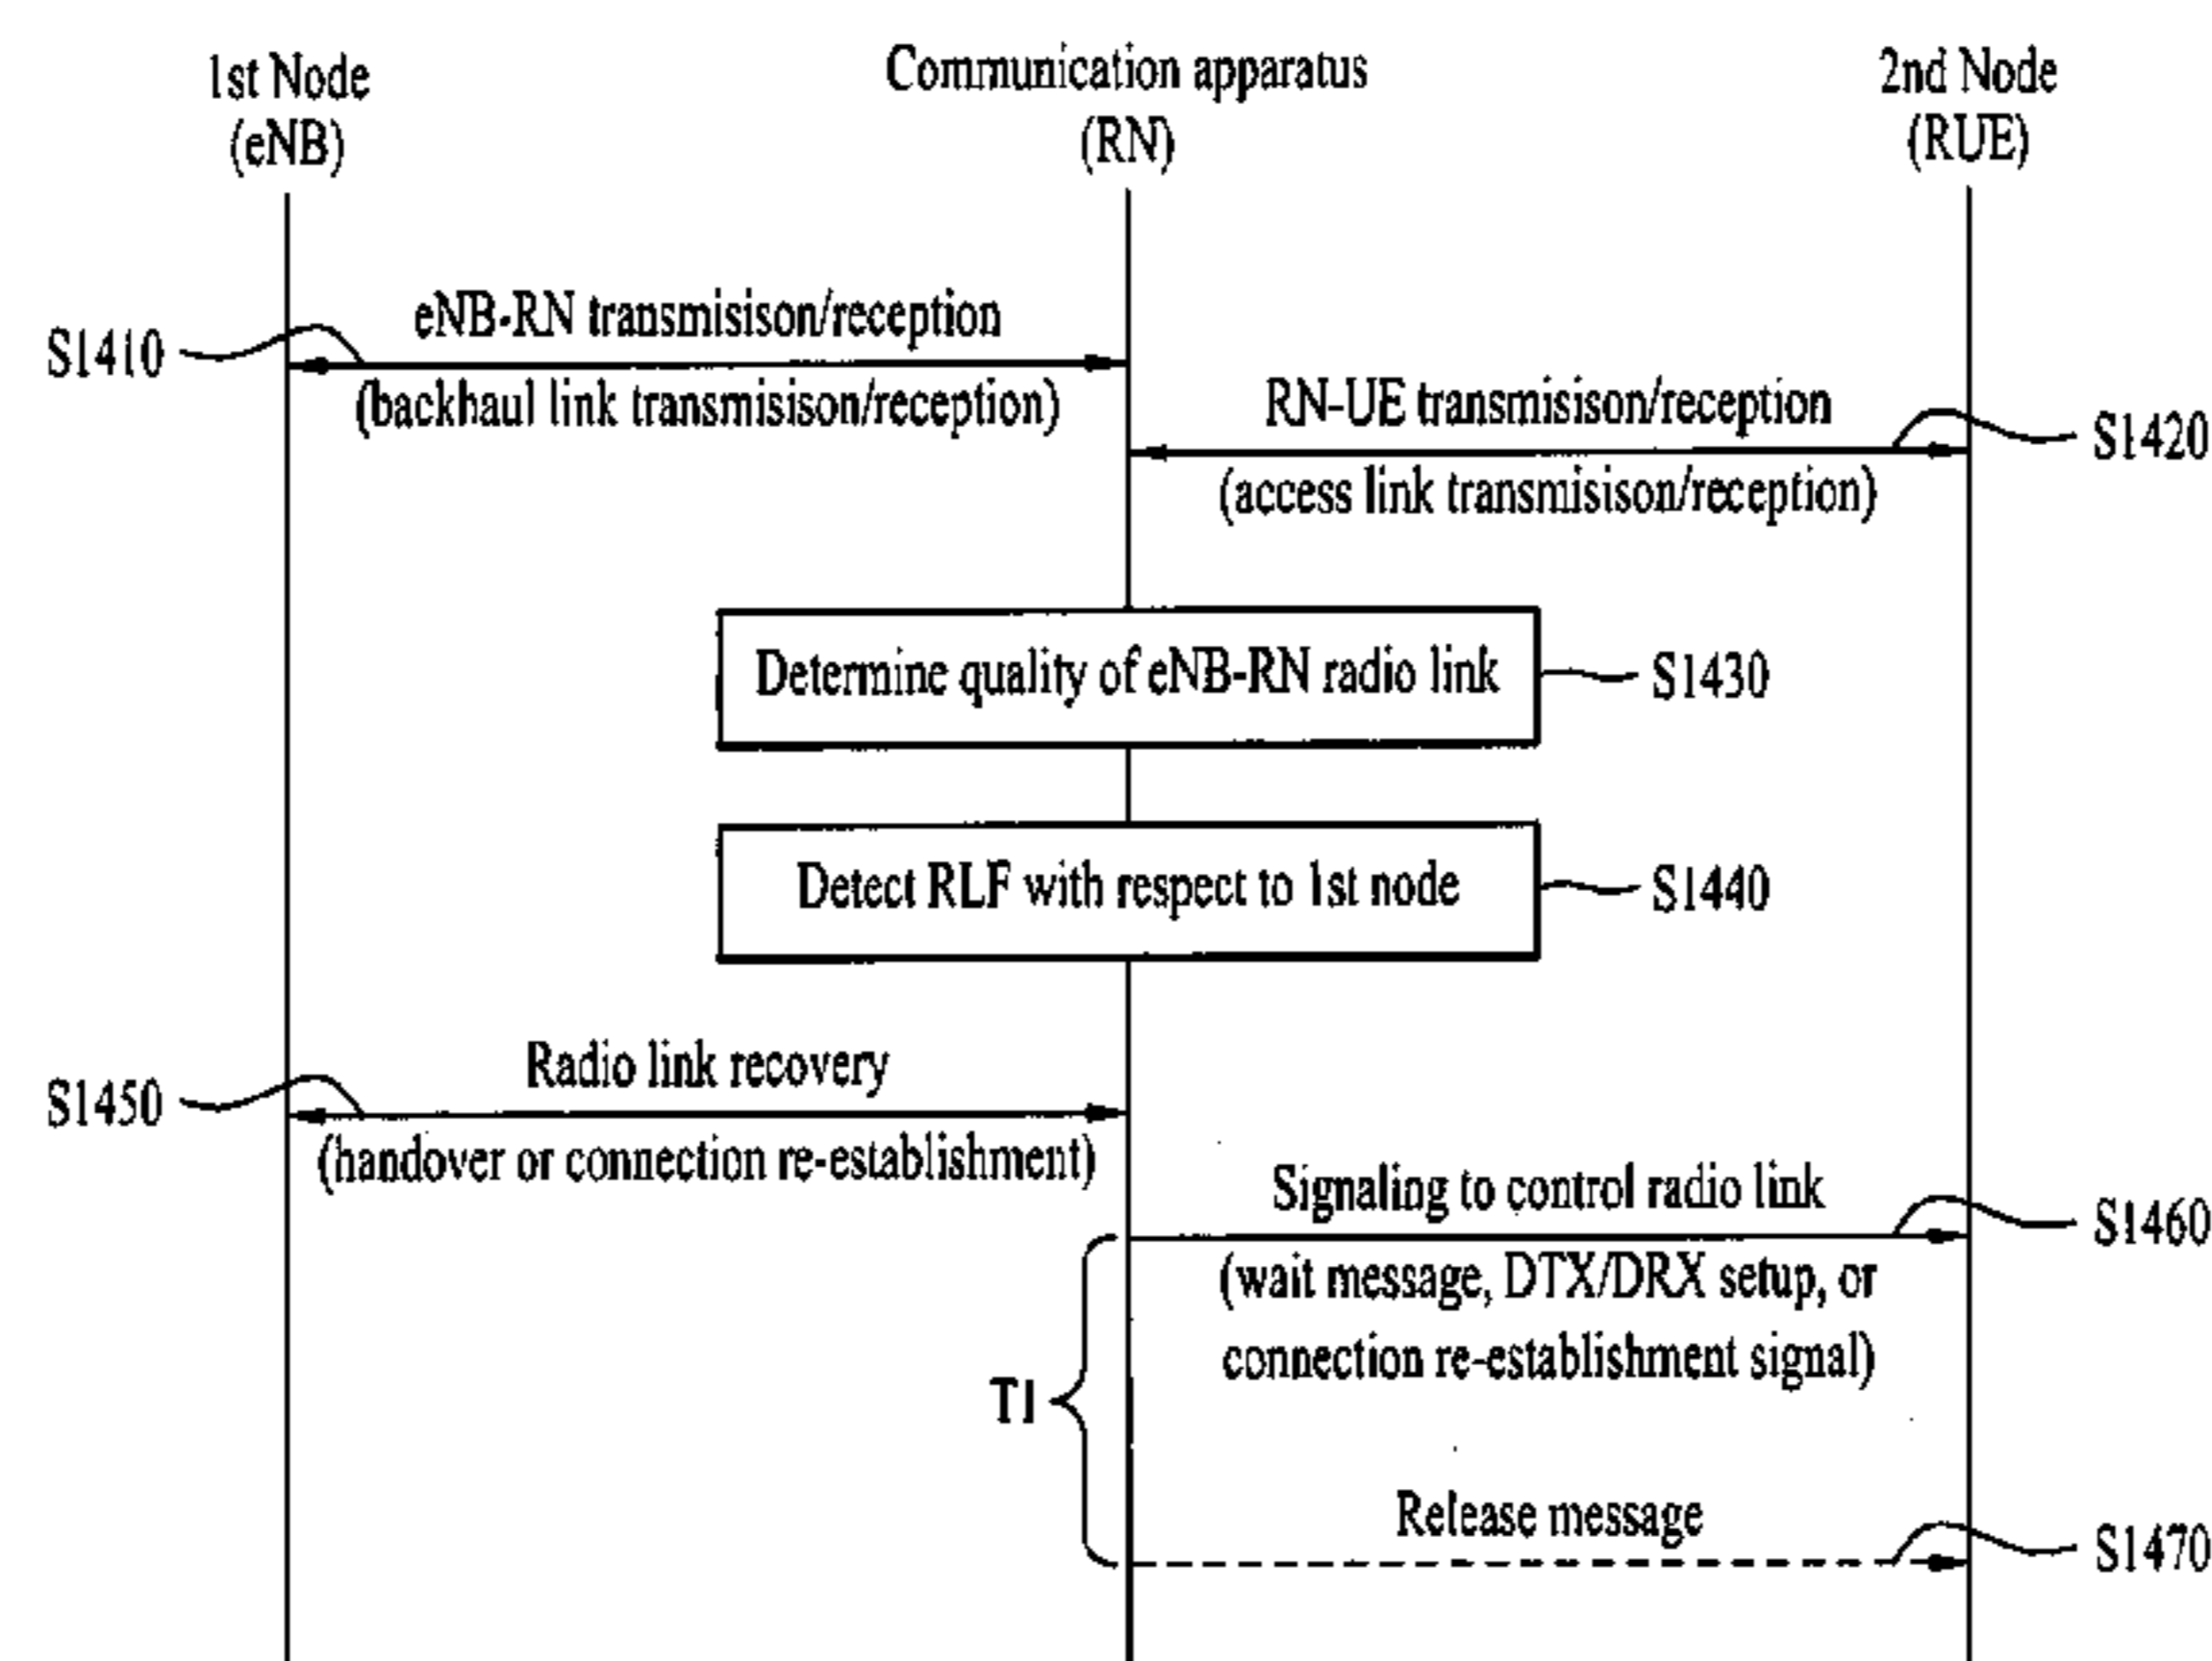 1st Node
(eNB)
Communication apparatus
(RN)
2nd Node
(RUE)
S1410
eNB-RN transmisison/reception
(backhaul link transmisison/reception)
RN-UE transmisison/reception
S1420
(access link transmisison/reception)
Determine quality of eNB-RN radio link
S1430
Detect RLF with respect to 1st node
S1440
S1450
Radio link recovery
(handover or connection re-establishment)
Signaling to control radio link
S1460
(wait message, DTX/DRX setup, or
connection re-establishment signal)
T1
Release message
S1470